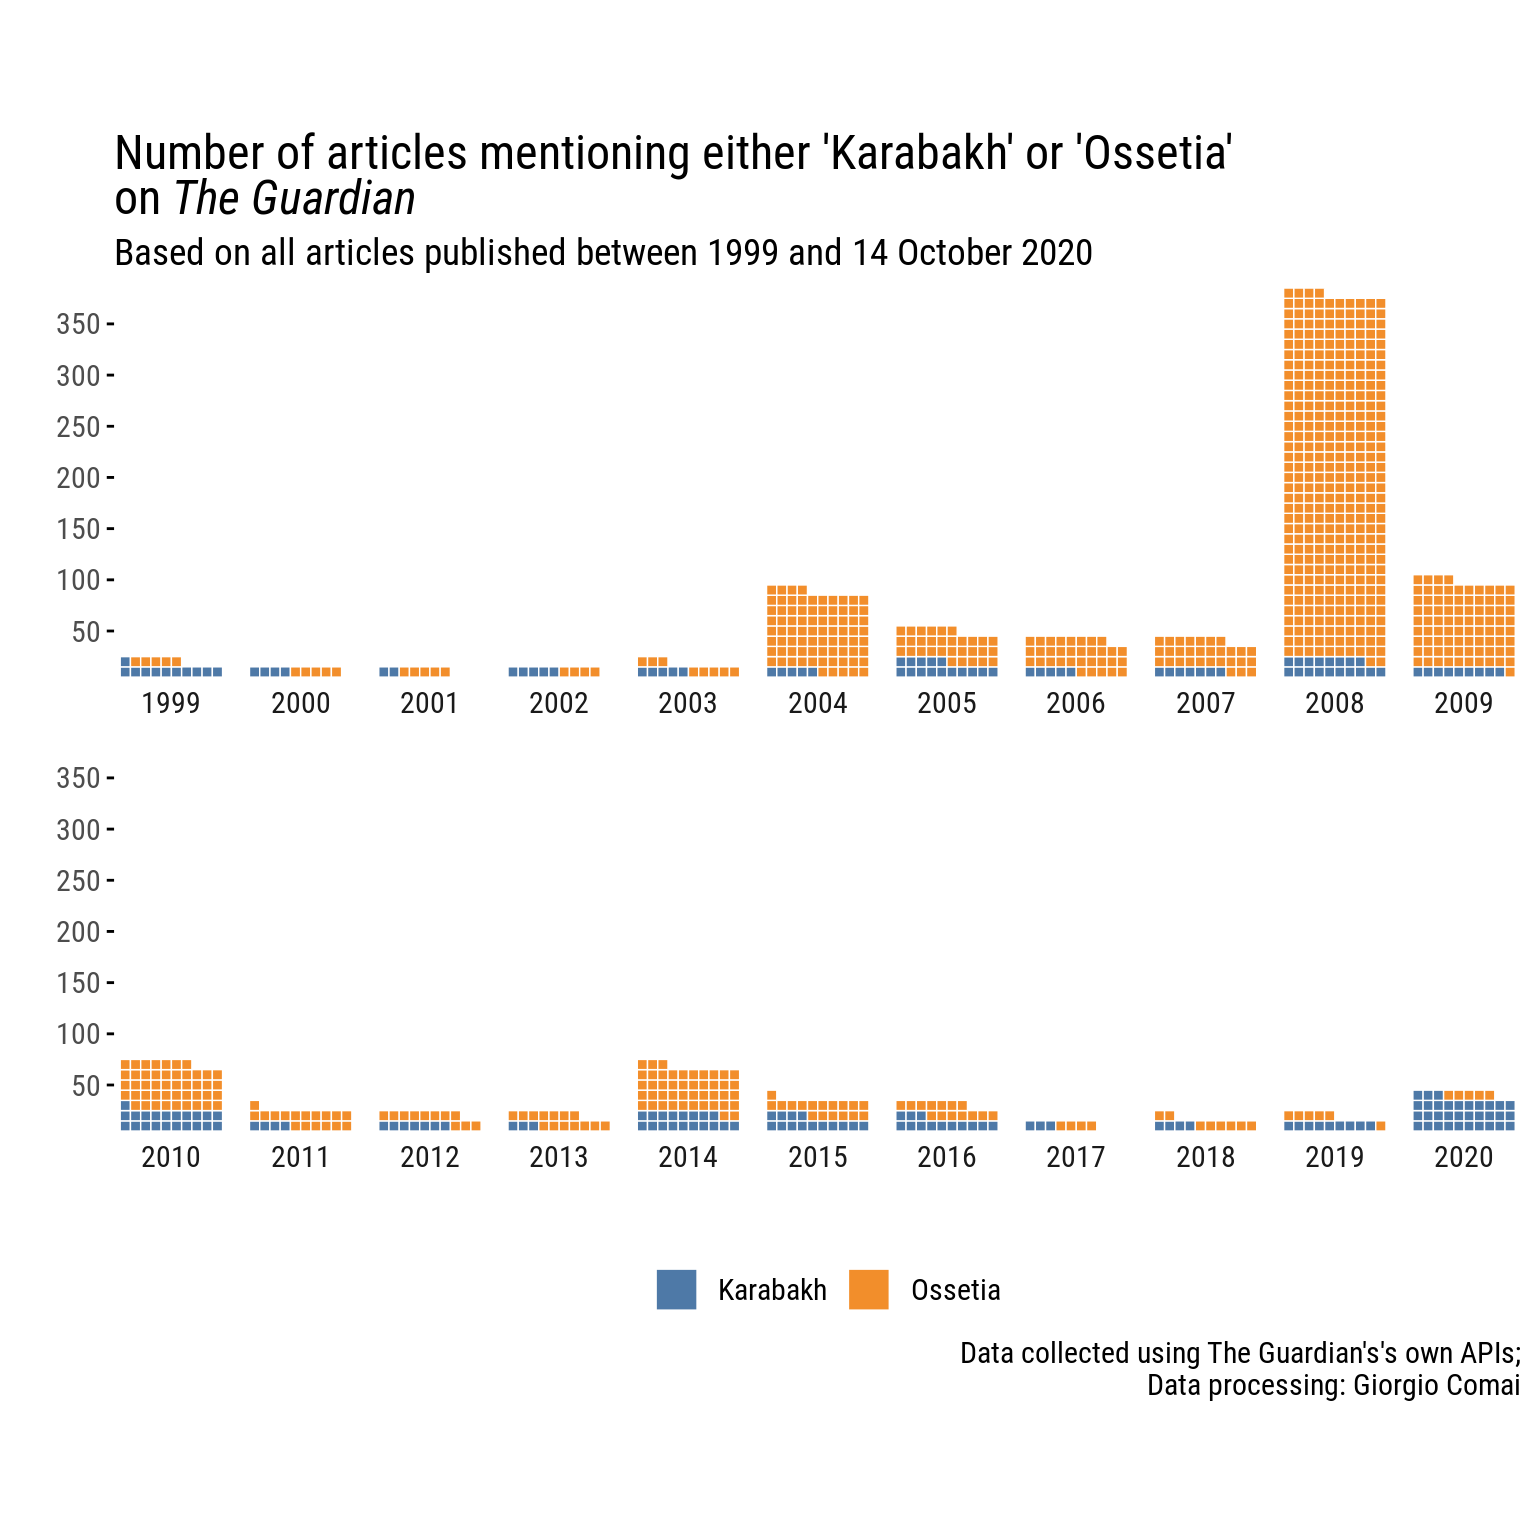 Number of articles mentioning either 'Karabakh' or 'Ossetia'
on The Guardian
Based on all articles published between 1999 and 14 October 2020
350
300
250
200
150
100
50
1999 2000 2001 2002 2003 2004 2005 2006 2007 2008 2009
350
300
250
200
150
100
50
2010 2011 2012 2013 2014 2015 2016 2017 2018 2019 2020
Karabakh Ossetia
Data collected using The Guardian's's own APIs;
Data processing: Giorgio Comai